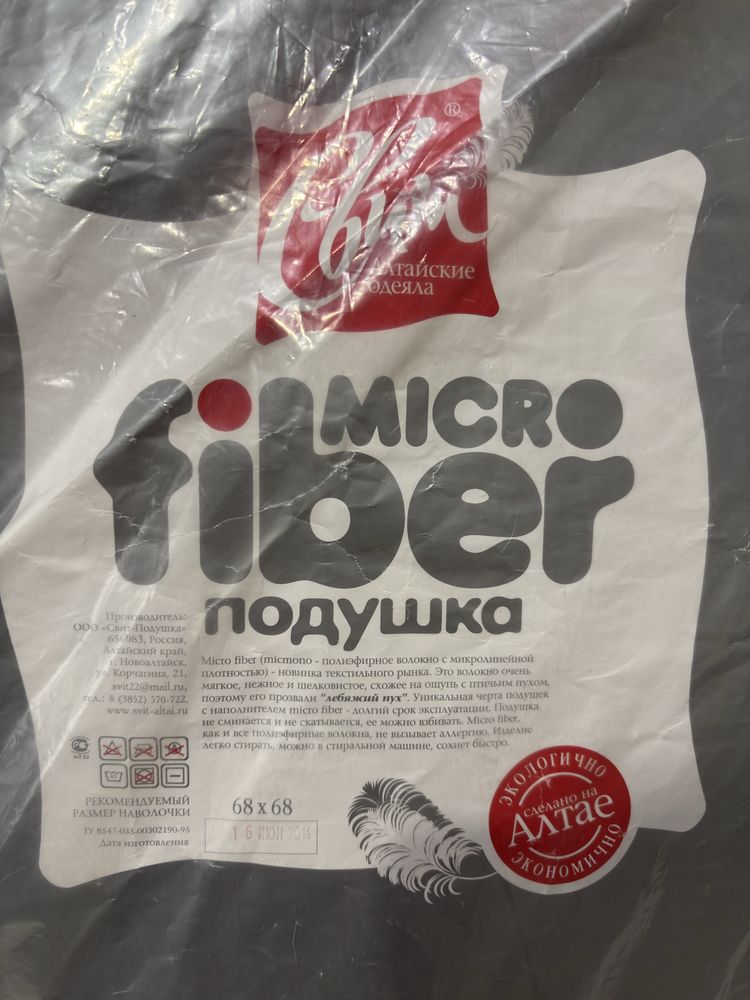 ®
Свит
Алтайские
одеяла
MICRO
fiber
подушка
Производитель:
ООО «Свит-Подушка»
656083, Россия,
Алтайский край,
г. Новоалтайск,
ул. Корчагина, 21,
svit22@mail.ru,
тел.: 8 (3852) 570-722,
www.svit-altai.ru
Micro fiber (micmono - полиэфирное волокно с микролинейной
плотностью) - новинка текстильного рынка. Это волокно очень
мягкое, нежное и шелковистое, схожее на ощупь с птичьим пухом,
поэтому его прозвали "лебяжий пух". Уникальная черта подушек
с наполнителем micro fiber - долгий срок эксплуатации. Подушка
не сминается и не скатывается, ее можно взбивать. Micro fiber,
как и все полиэфирные волокна, не вызывает аллергию. Изделие
легко стирать, можно в стиральной машине, сохнет быстро.
РЕКОМЕНДУЕМЫЙ
РАЗМЕР НАВОЛОЧКИ
68 x 68
ТУ 8547-033-00302190-95
Дата изготовления
1 6 ИЮН 2014
ЭКОЛОГИЧНО
сделано на
Алтае
ЭКОНОМИЧНО